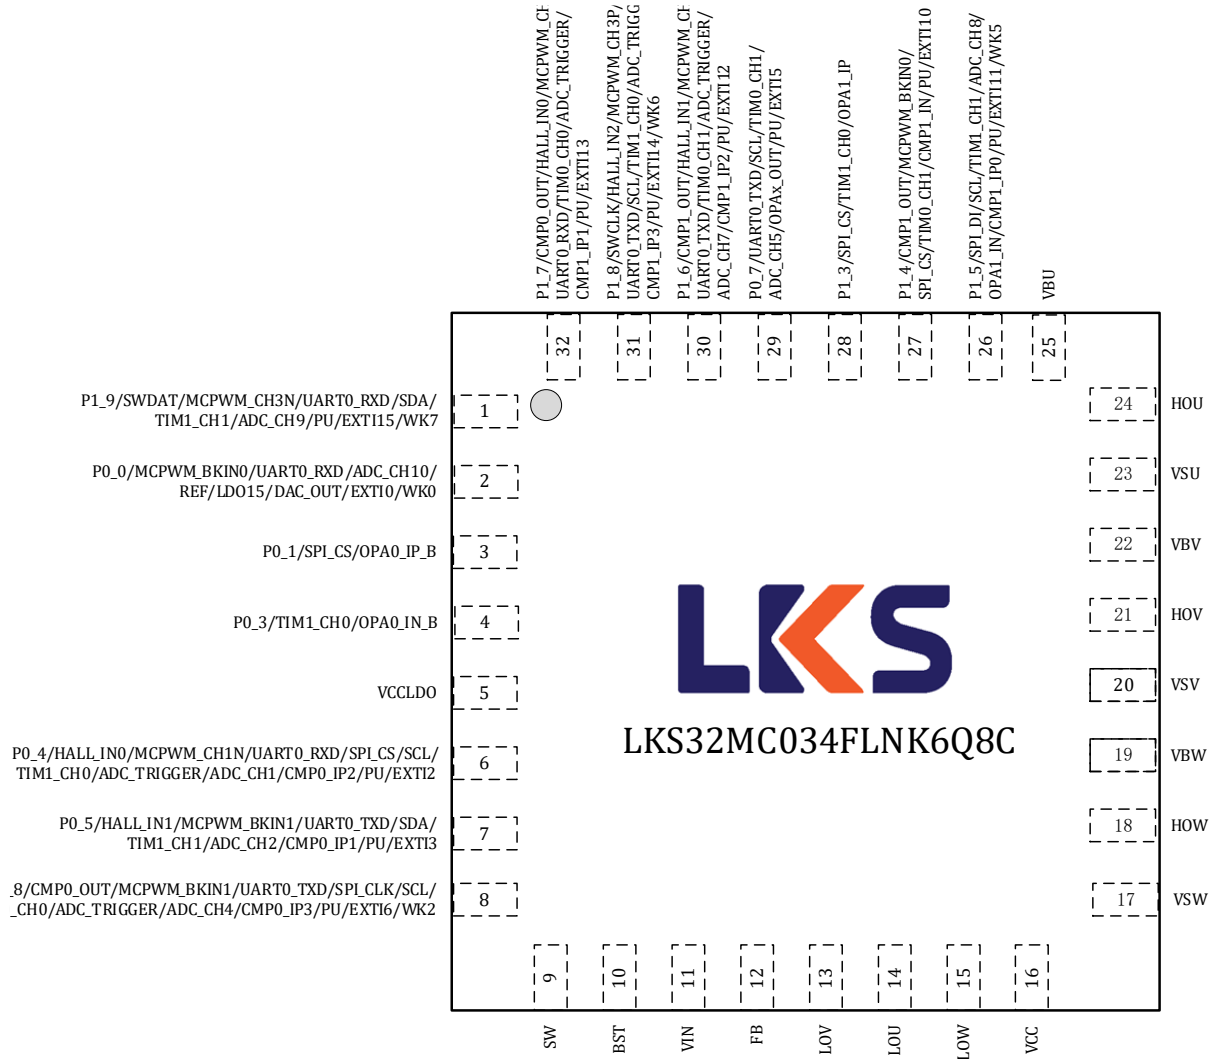 P1_7/CMP0_OUT/HALL_IN0/MCPWM_CH
UART0_RXD/TIM0_CH0/ADC_TRIGGER/
CMP1_IP1/PU/EXTI13
P1_8/SWCLK/HALL_IN2/MCPWM_CH3P/
UART0_TXD/SCL/TIM1_CH0/ADC_TRIGG
CMP1_IP3/PU/EXTI14/WK6
P1_6/CMP1_OUT/HALL_IN1/MCPWM_CH
UART0_TXD/TIM0_CH1/ADC_TRIGGER/
ADC_CH7/CMP1_IP2/PU/EXTI12
P0_7/UART0_TXD/SCL/TIM0_CH1/
ADC_CH5/OPAx_OUT/PU/EXTI5
P1_3/SPI_CS/TIM1_CH0/OPA1_IP
P1_4/CMP1_OUT/MCPWM_BKIN0/
SPI_CS/TIM0_CH1/CMP1_IN/PU/EXTI10
P1_5/SPI_DI/SCL/TIM1_CH1/ADC_CH8/
OPA1_IN/CMP1_IP0/PU/EXTI11/WK5
VBU
32
31
30
29
28
27
26
25
P1_9/SWDAT/MCPWM_CH3N/UART0_RXD/SDA/
TIM1_CH1/ADC_CH9/PU/EXTI15/WK7
1
24
HOU
P0_0/MCPWM_BKIN0/UART0_RXD/ADC_CH10/
REF/LDO15/DAC_OUT/EXTI0/WK0
2
23
VSU
P0_1/SPI_CS/OPA0_IP_B
3
22
VBV
P0_3/TIM1_CH0/OPA0_IN_B
4
21
HOV
VCCLDO
5
20
VSV
LKS
LKS32MC034FLNK6Q8C
P0_4/HALL_IN0/MCPWM_CH1N/UART0_RXD/SPI_CS/SCL/
TIM1_CH0/ADC_TRIGGER/ADC_CH1/CMP0_IP2/PU/EXTI2
6
19
VBW
P0_5/HALL_IN1/MCPWM_BKIN1/UART0_TXD/SDA/
TIM1_CH1/ADC_CH2/CMP0_IP1/PU/EXTI3
7
18
HOW
_8/CMP0_OUT/MCPWM_BKIN1/UART0_TXD/SPI_CLK/SCL/
_CH0/ADC_TRIGGER/ADC_CH4/CMP0_IP3/PU/EXTI6/WK2
8
17
VSW
9
10
11
12
13
14
15
16
SW
BST
VIN
FB
LOV
LOU
LOW
VCC